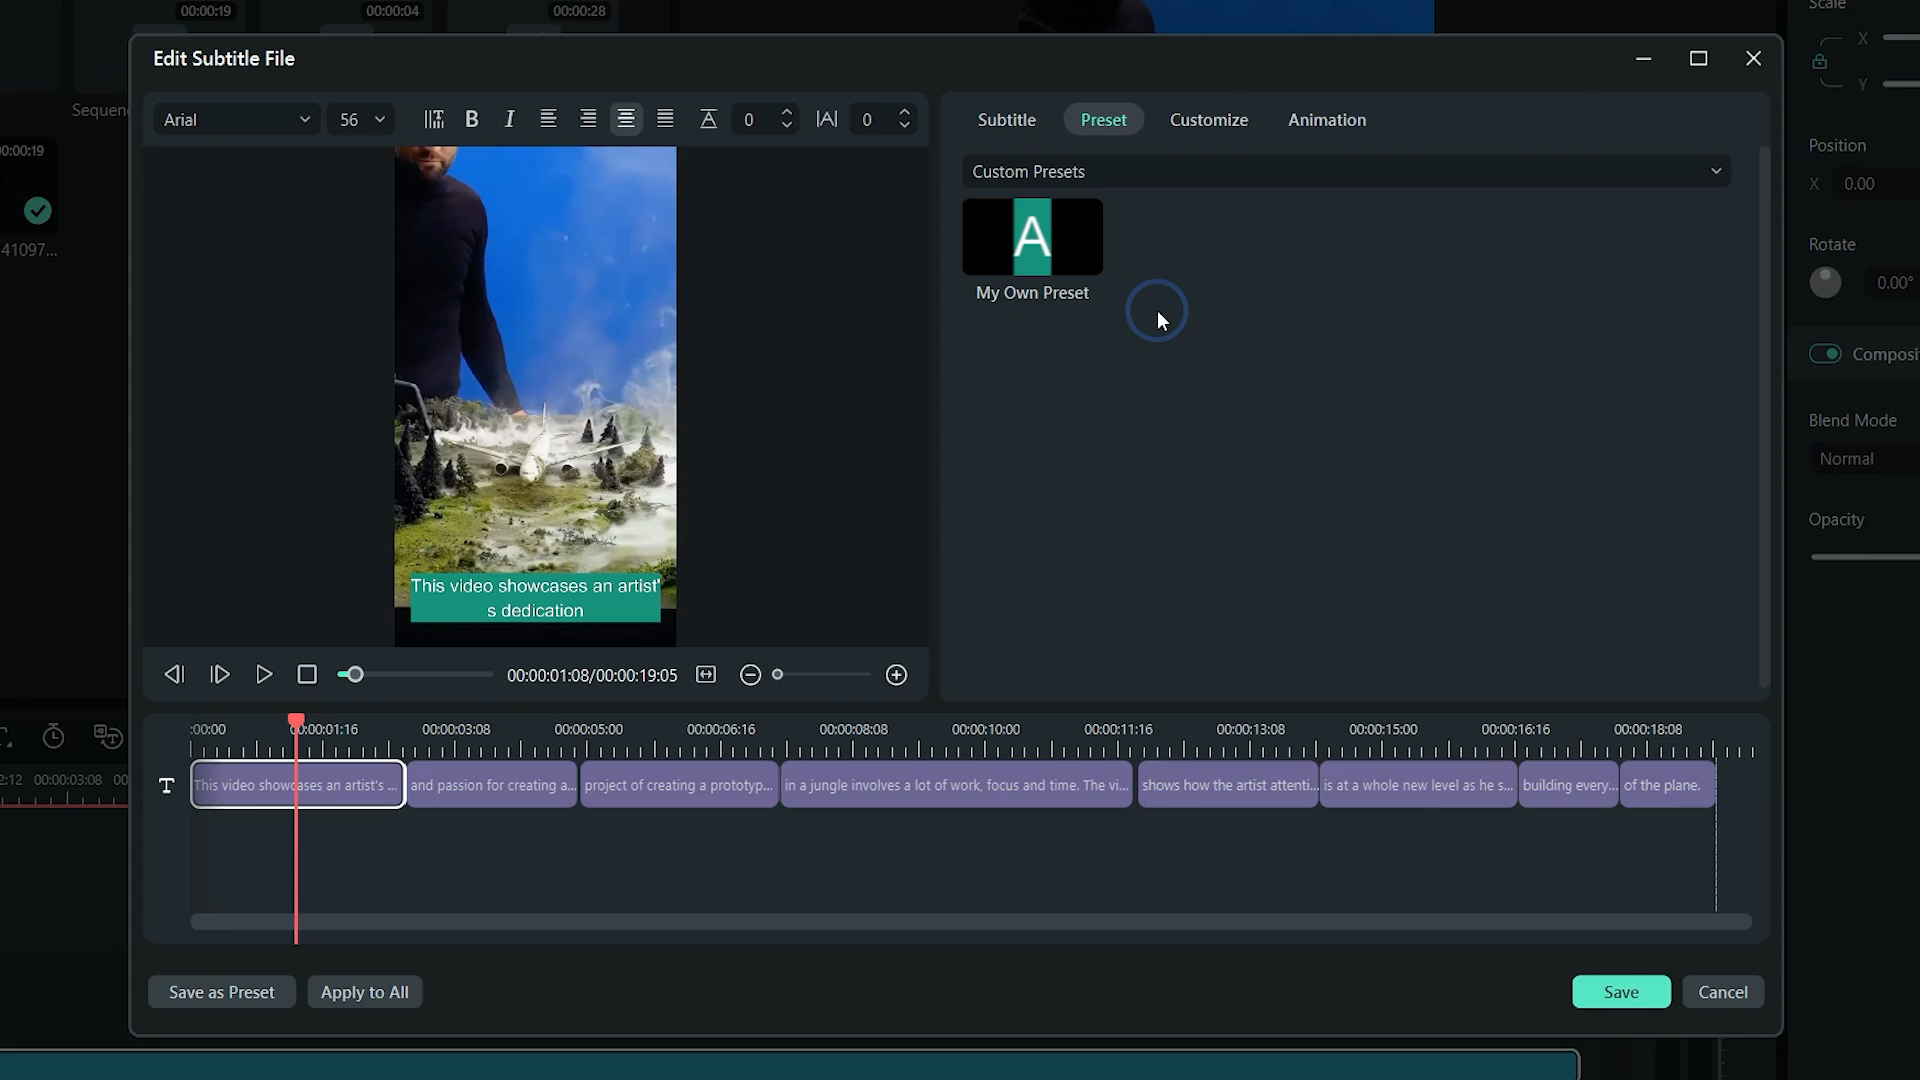 00:00:19
00:00:04
00:00:28
Scale
Edit Subtitle File
X
Y
Sequen
Arial
56
B
I
0
0
Subtitle
Preset
Customize
Animation
0:00:19
Position
Custom Presets
X
0.00
A
41097...
Rotate
My Own Preset
0.00°
Composi
Blend Mode
Normal
Opacity
This video showcases an artist'
s dedication
00:00:01:08/00:00:19:05
:00:00
00:00:01:16
00:00:03:08
00:00:05:00
00:00:06:16
00:00:08:08
00:00:10:00
00:00:11:16
00:00:13:08
00:00:15:00
00:00:16:16
00:00:18:08
2:12
00:00:03:08
00
T
This video showcases an artist's ...
and passion for creating a...
project of creating a prototyp...
in a jungle involves a lot of work, focus and time. The vi...
shows how the artist attenti...
is at a whole new level as he s...
building every...
of the plane.
Save as Preset
Apply to All
Save
Cancel